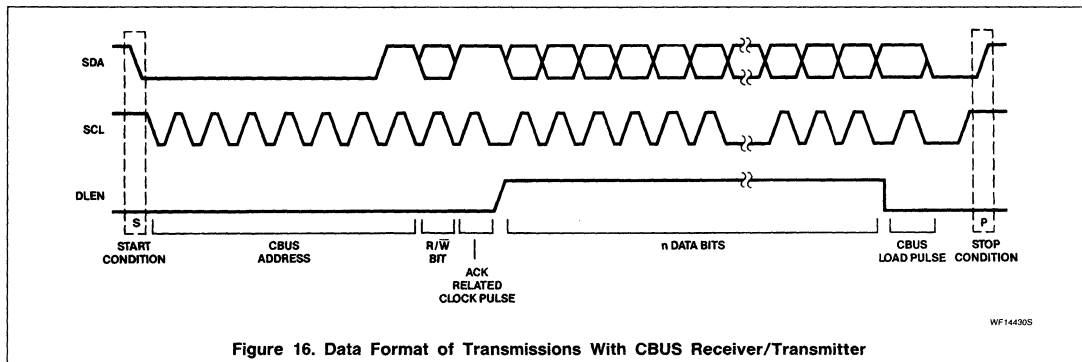 SDA
SCL
DLEN
S
P
START
CONDITION
CBUS
ADDRESS
R/W̅
BIT
ACK
RELATED
CLOCK PULSE
n DATA BITS
CBUS
LOAD PULSE
STOP
CONDITION
WF14430S
Figure 16. Data Format of Transmissions With CBUS Receiver/Transmitter